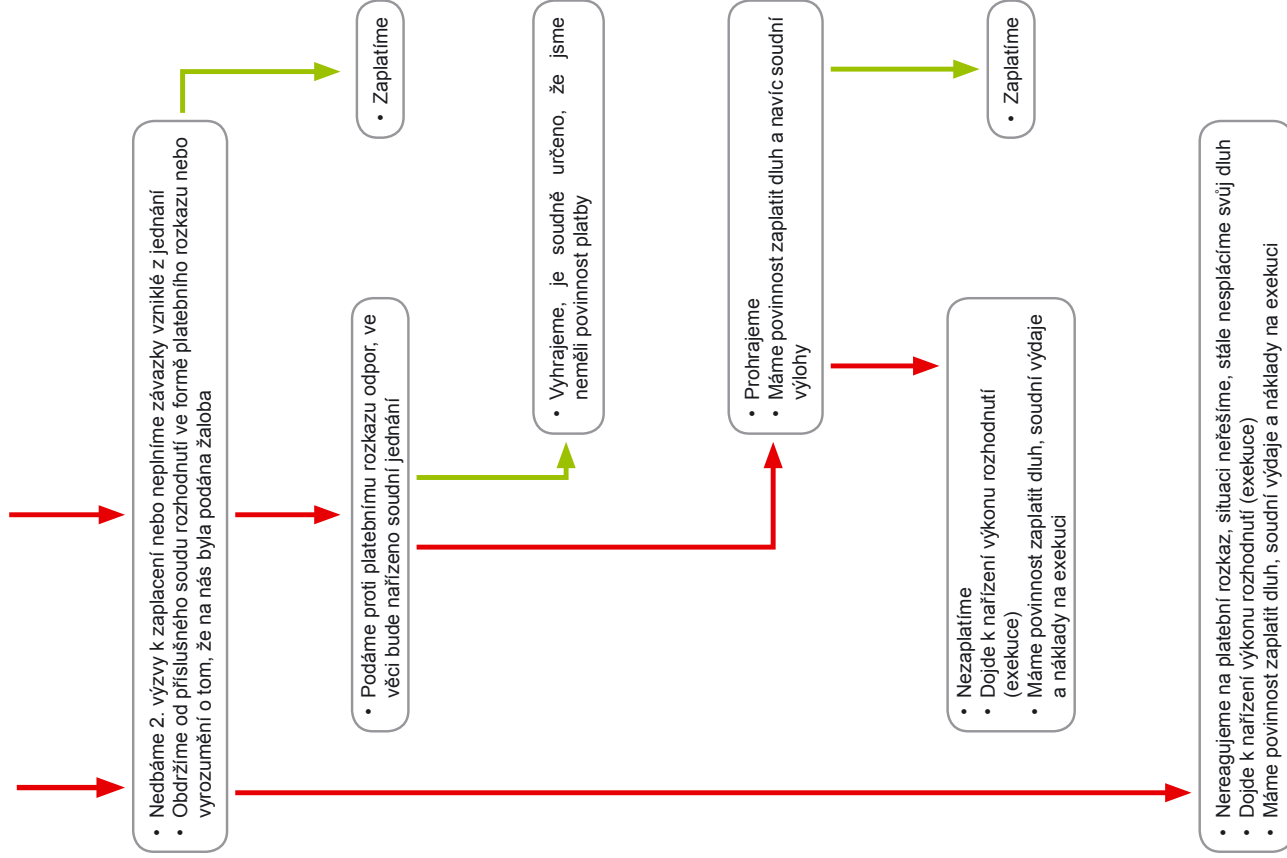 • Nedbáme 2. výzvy k zaplacení nebo neplníme závazky vzniklé z jednání
• Obdržíme od příslušného soudu rozhodnutí ve formě platebního rozkazu nebo
vyrozumění o tom, že na nás byla podána žaloba
• Zaplatíme
• Podáme proti platebnímu rozkazu odpor, ve
věci bude nařízeno soudní jednání
• Vyhrajeme, je soudně určeno, že jsme
neměli povinnost platby
• Prohrajeme
• Máme povinnost zaplatit dluh a navíc soudní
výlohy
• Zaplatíme
• Nezaplatíme
• Dojde k nařízení výkonu rozhodnutí
(exekuce)
• Máme povinnost zaplatit dluh, soudní výdaje
a náklady na exekuci
• Nereagujeme na platební rozkaz, situaci neřešíme, stále nesplácíme svůj dluh
• Dojde k nařízení výkonu rozhodnutí (exekuce)
• Máme povinnost zaplatit dluh, soudní výdaje a náklady na exekuci